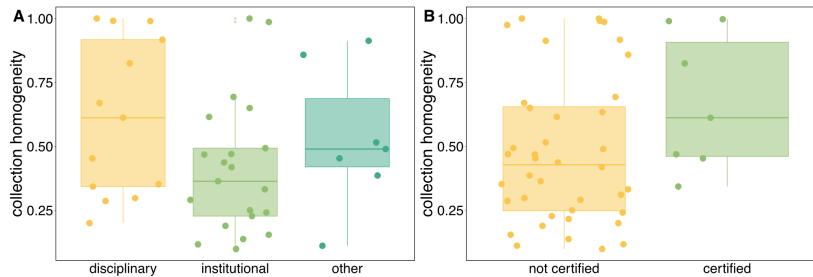 A
collection homogeneity
1.00
0.75
0.50
0.25
disciplinary institutional other
B
collection homogeneity
1.00
0.75
0.50
0.25
not certified certified